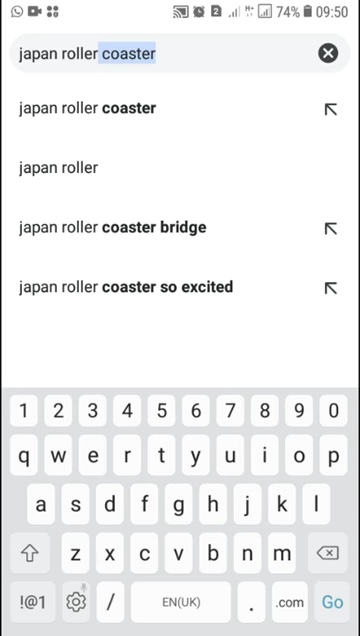 74% 09:50
japan roller coaster
japan roller coaster
japan roller
japan roller coaster bridge
japan roller coaster so excited
1 2 3 4 5 6 7 8 9 0
q w e r t y u i o p
a s d f g h j k l
z x c v b n m
!@1 / EN(UK) . .com Go